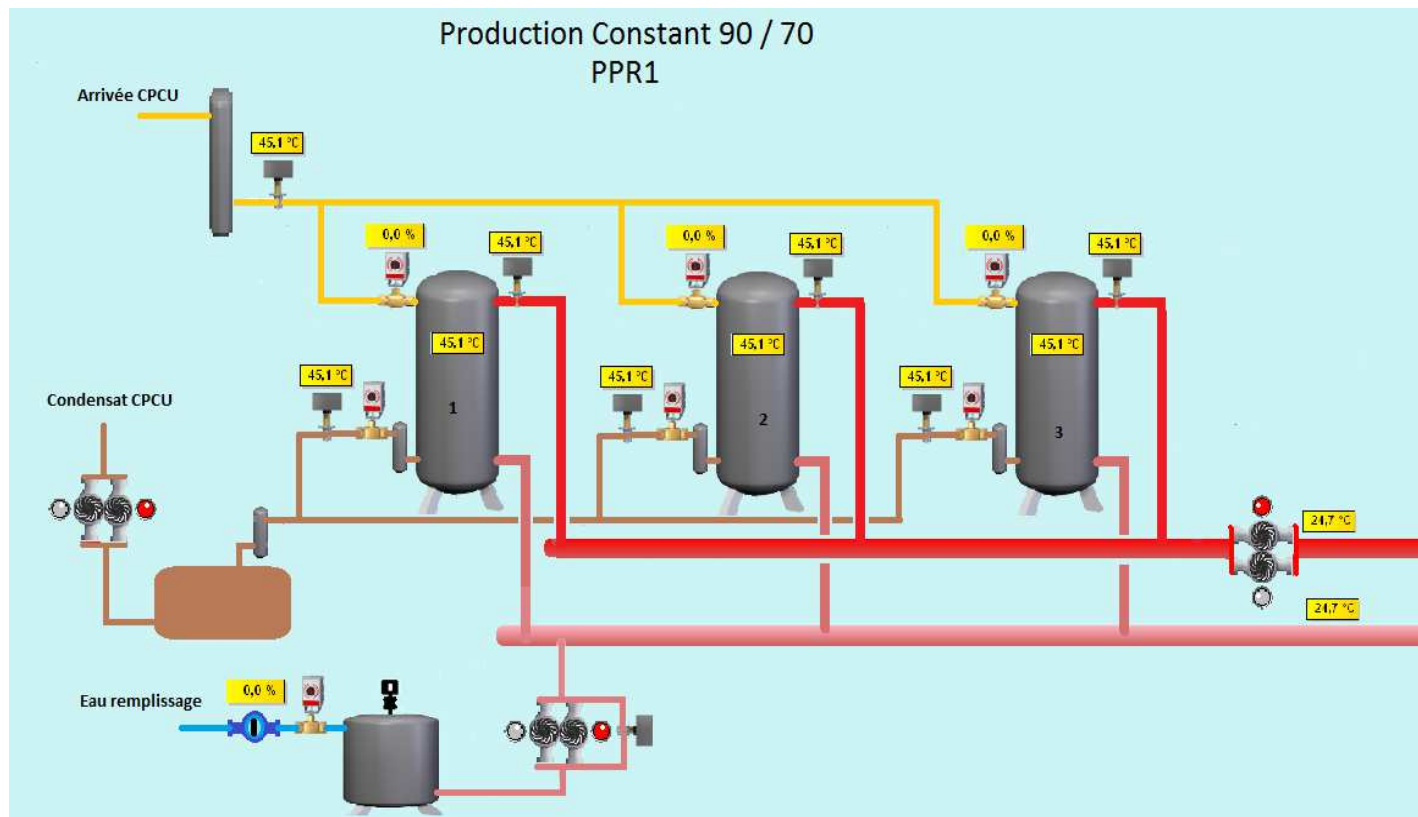 Production Constant 90 / 70
PPR1
Arrivée CPCU
45,1 °C
0,0 %
45,1 °C
0,0 %
45,1 °C
0,0 %
45,1 °C
45,1 °C
45,1 °C
45,1 °C
45,1 °C
45,1 °C
45,1 °C
Condensat CPCU
1
2
3
24,7 °C
24,7 °C
Eau remplissage
0,0 %